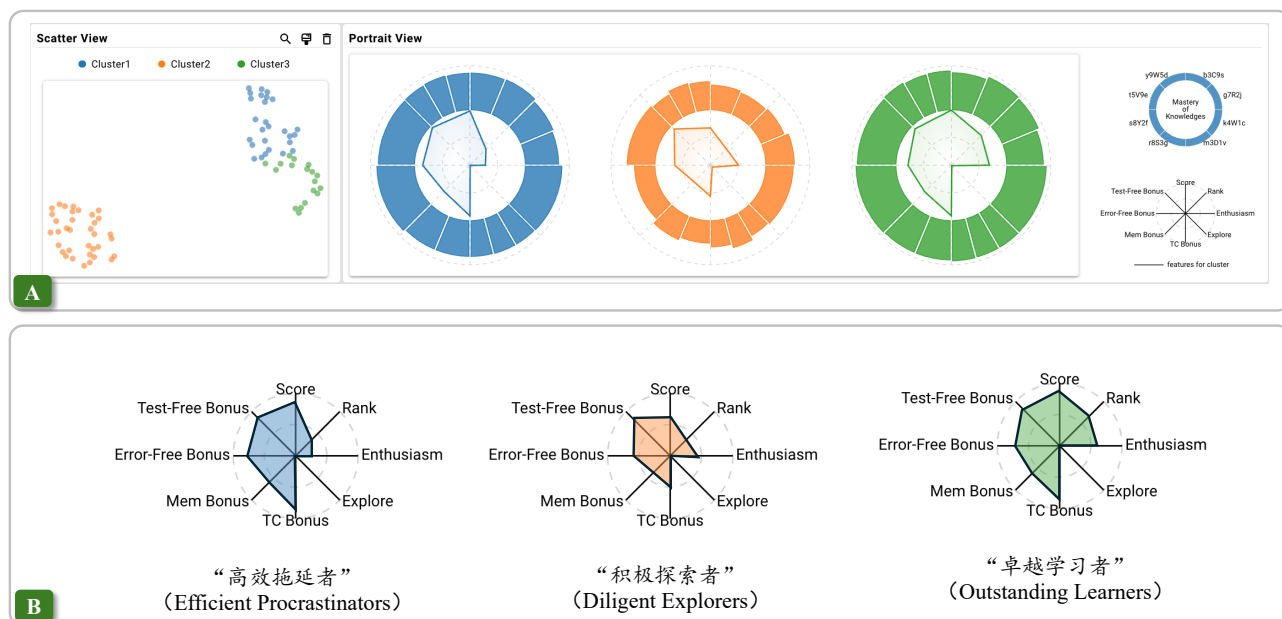 Scatter View
Cluster1 Cluster2 Cluster3
Portrait View
y9W5d b3C9s
t5V9e g7R2j
Mastery
of
Knowledges
s8Y2f k4W1c
r8S3g m3D1v
Score
Test-Free Bonus Rank
Error-Free Bonus Enthusiasm
Mem Bonus Explore
TC Bonus
features for cluster
A
Score
Test-Free Bonus Rank
Error-Free Bonus Enthusiasm
Mem Bonus Explore
TC Bonus
“高效拖延者”
(Efficient Procrastinators)
Score
Test-Free Bonus Rank
Error-Free Bonus Enthusiasm
Mem Bonus Explore
TC Bonus
“积极探索者”
(Diligent Explorers)
Score
Test-Free Bonus Rank
Error-Free Bonus Enthusiasm
Mem Bonus Explore
TC Bonus
“卓越学习者”
(Outstanding Learners)
B